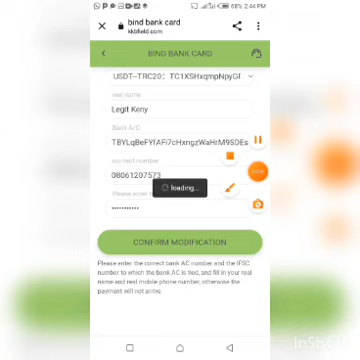 68% 2:44 PM
bind bank card
kkbfield.com
BIND BANK CARD
USDT--TRC20: TC1XSHxqmpNpyGf
real name
Legit Keny
Bank A/C
TBYLqBeFYfAFi7cHxngzWaHrM9SDEs
correct number
08061207573
Please enter
loading...
CONFIRM MODIFICATION
Please enter the correct bank AC number and the IFSC
number to which the bank AC is tied, and fill in your real
name and real mobile phone number, otherwise the
payment will not arrive.
InShot